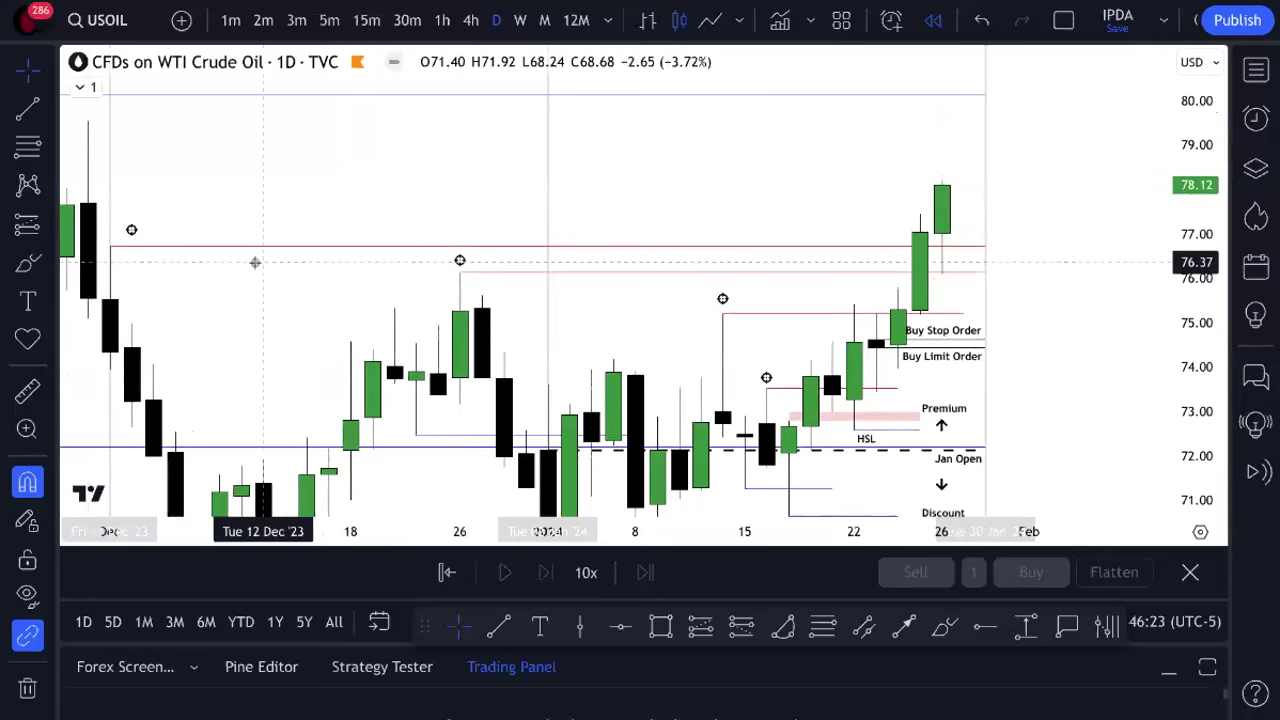 286
USOIL
1m 2m 3m 5m 15m 30m 1h 4h D W M 12M
IPDA
Save
Publish
CFDs on WTI Crude Oil · 1D · TVC
O71.40 H71.92 L68.24 C68.68 −2.65 (−3.72%)
USD
1
80.00
79.00
78.12
77.00
76.37
76.00
75.00
74.00
73.00
72.00
71.00
Buy Stop Order
Buy Limit Order
Premium
HSL
Jan Open
Discount
Tue 12 Dec '23
18
26
2024
8
15
22
26
Feb
10x
Sell
1
Buy
Flatten
1D 5D 1M 3M 6M YTD 1Y 5Y All
46:23 (UTC-5)
Forex Screen...
Pine Editor
Strategy Tester
Trading Panel